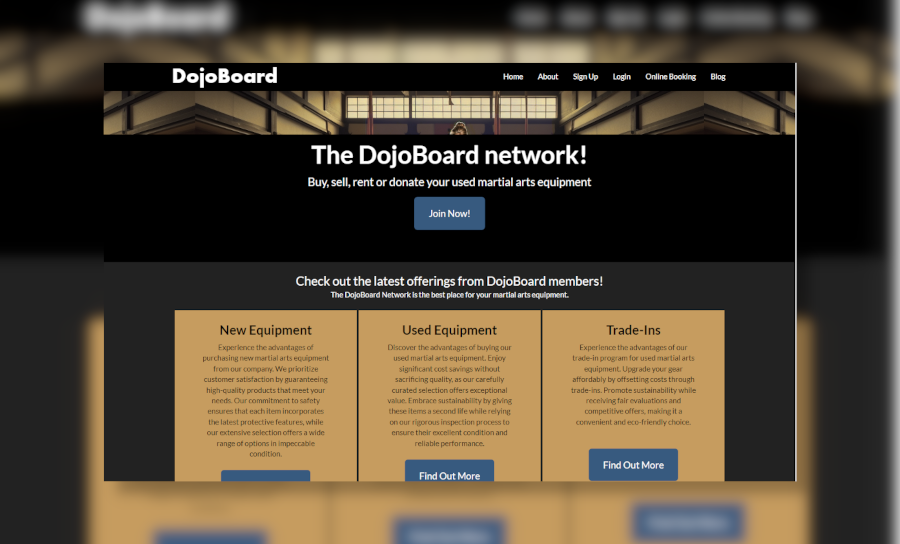 DojoBoard
Home About Sign Up Login Online Booking Blog
The DojoBoard network!
Buy, sell, rent or donate your used martial arts equipment
Join Now!
Check out the latest offerings from DojoBoard members!
The DojoBoard Network is the best place for your martial arts equipment.
New Equipment
Experience the advantages of
purchasing new martial arts equipment
from our company. We prioritize
customer satisfaction by guaranteeing
high-quality products that meet your
needs. Our commitment to safety
ensures that each item incorporates
the latest protective features, while
our extensive selection offers a wide
range of options in impeccable
condition.
Used Equipment
Discover the advantages of buying our
used martial arts equipment. Enjoy
significant cost savings without
sacrificing quality, as our carefully
curated selection offers exceptional
value. Embrace sustainability by giving
these items a second life while relying
on our rigorous inspection process to
ensure their excellent condition and
reliable performance.
Find Out More
Trade-Ins
Experience the advantages of our
trade-in program for used martial arts
equipment. Upgrade your gear
affordably by offsetting costs through
trade-ins. Promote sustainability while
receiving fair evaluations and
competitive offers, making it a
convenient and eco-friendly choice.
Find Out More